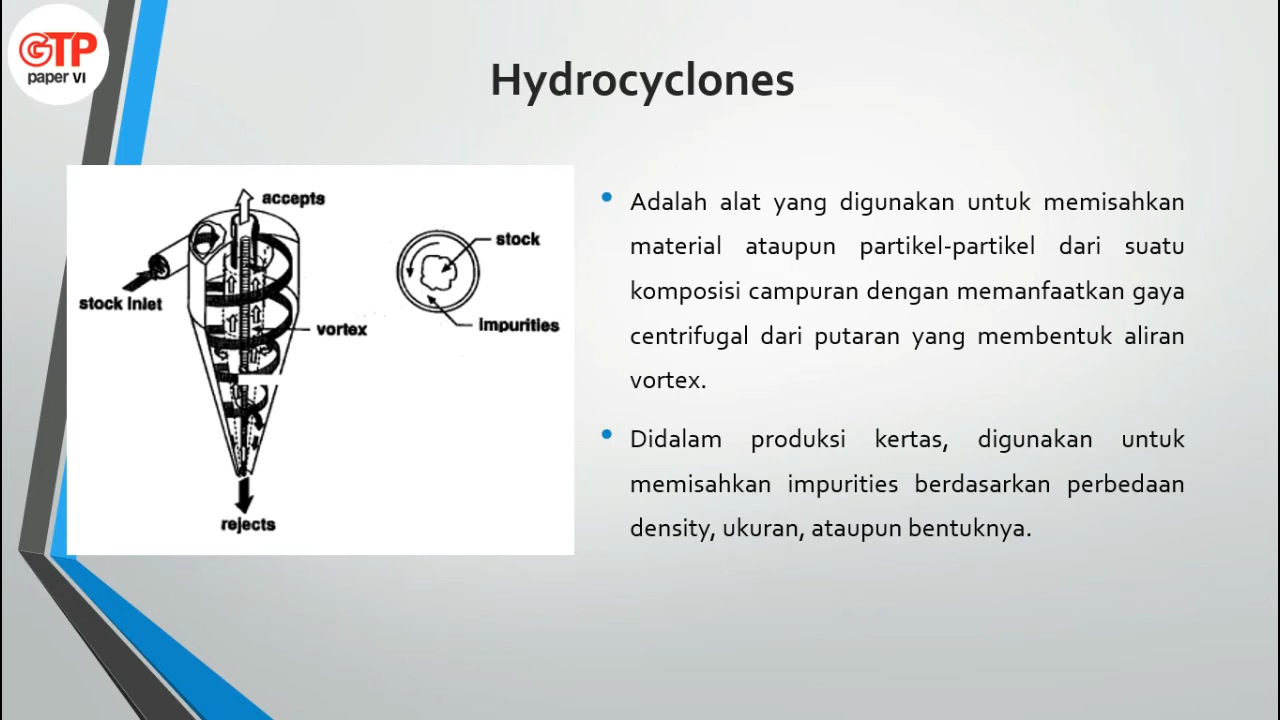 GTP
paper VI
Hydrocyclones
accepts
stock
stock inlet
impurities
vortex
rejects
Adalah alat yang digunakan untuk memisahkan
material ataupun partikel-partikel dari suatu
komposisi campuran dengan memanfaatkan gaya
centrifugal dari putaran yang membentuk aliran
vortex.
Didalam produksi kertas, digunakan untuk
memisahkan impurities berdasarkan perbedaan
density, ukuran, ataupun bentuknya.